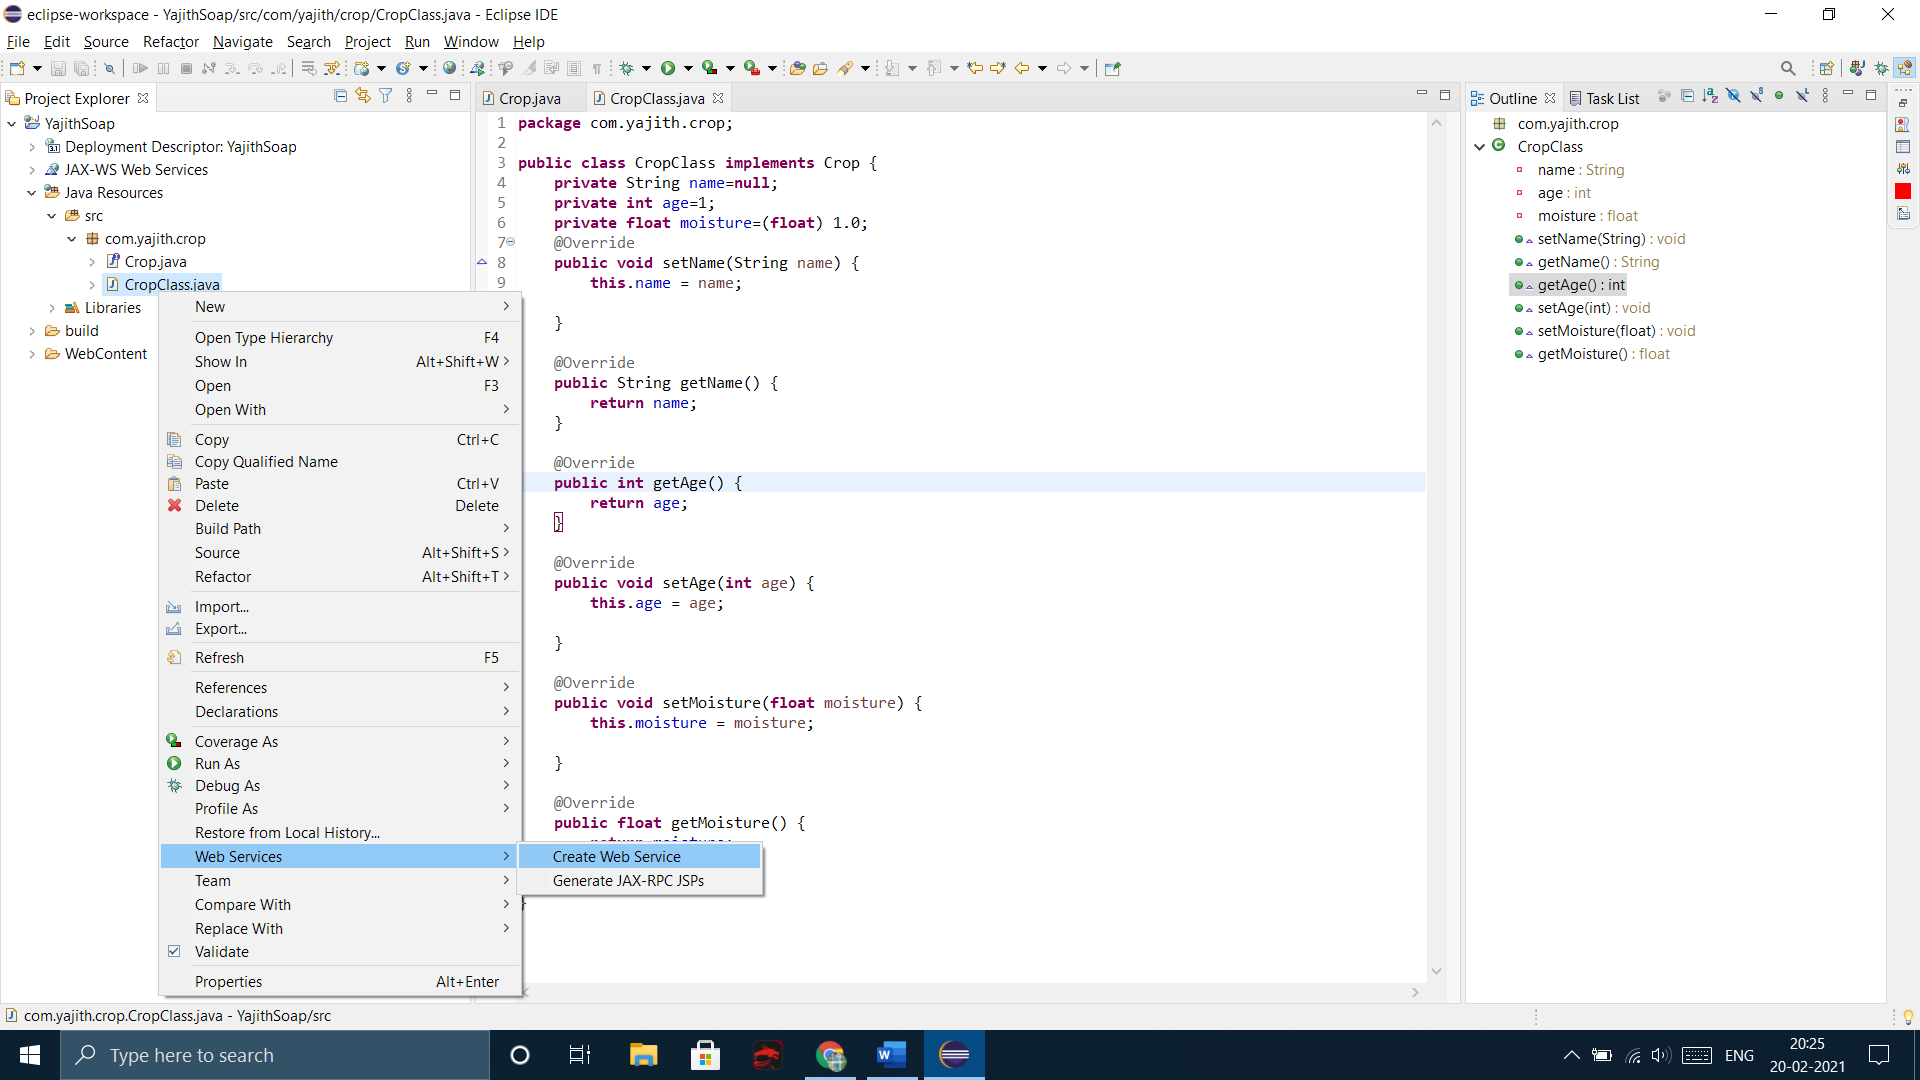 eclipse-workspace - YajithSoap/src/com/yajith/crop/CropClass.java - Eclipse IDE
File Edit Source Refactor Navigate Search Project Run Window Help
Project Explorer
YajithSoap
Deployment Descriptor: YajithSoap
JAX-WS Web Services
Java Resources
src
com.yajith.crop
Crop.java
CropClass.java
Libraries
build
WebContent
New
Open Type Hierarchy F4
Show In Alt+Shift+W
Open F3
Open With
Copy Ctrl+C
Copy Qualified Name
Paste Ctrl+V
Delete Delete
Build Path
Source Alt+Shift+S
Refactor Alt+Shift+T
Import...
Export...
Refresh F5
References
Declarations
Coverage As
Run As
Debug As
Profile As
Restore from Local History...
Web Services
Team
Compare With
Replace With
Validate
Properties Alt+Enter
Create Web Service
Generate JAX-RPC JSPs
Crop.java CropClass.java
1 package com.yajith.crop;
2
3 public class CropClass implements Crop {
4 private String name=null;
5 private int age=1;
6 private float moisture=(float) 1.0;
7 @Override
8 public void setName(String name) {
9 this.name = name;
}
@Override
public String getName() {
return name;
}
@Override
public int getAge() {
return age;
}
@Override
public void setAge(int age) {
this.age = age;
}
@Override
public void setMoisture(float moisture) {
this.moisture = moisture;
}
@Override
public float getMoisture() {
}
Outline Task List
com.yajith.crop
CropClass
name : String
age : int
moisture : float
setName(String) : void
getName() : String
getAge() : int
setAge(int) : void
setMoisture(float) : void
getMoisture() : float
com.yajith.crop.CropClass.java - YajithSoap/src
Type here to search
ENG
20:25
20-02-2021